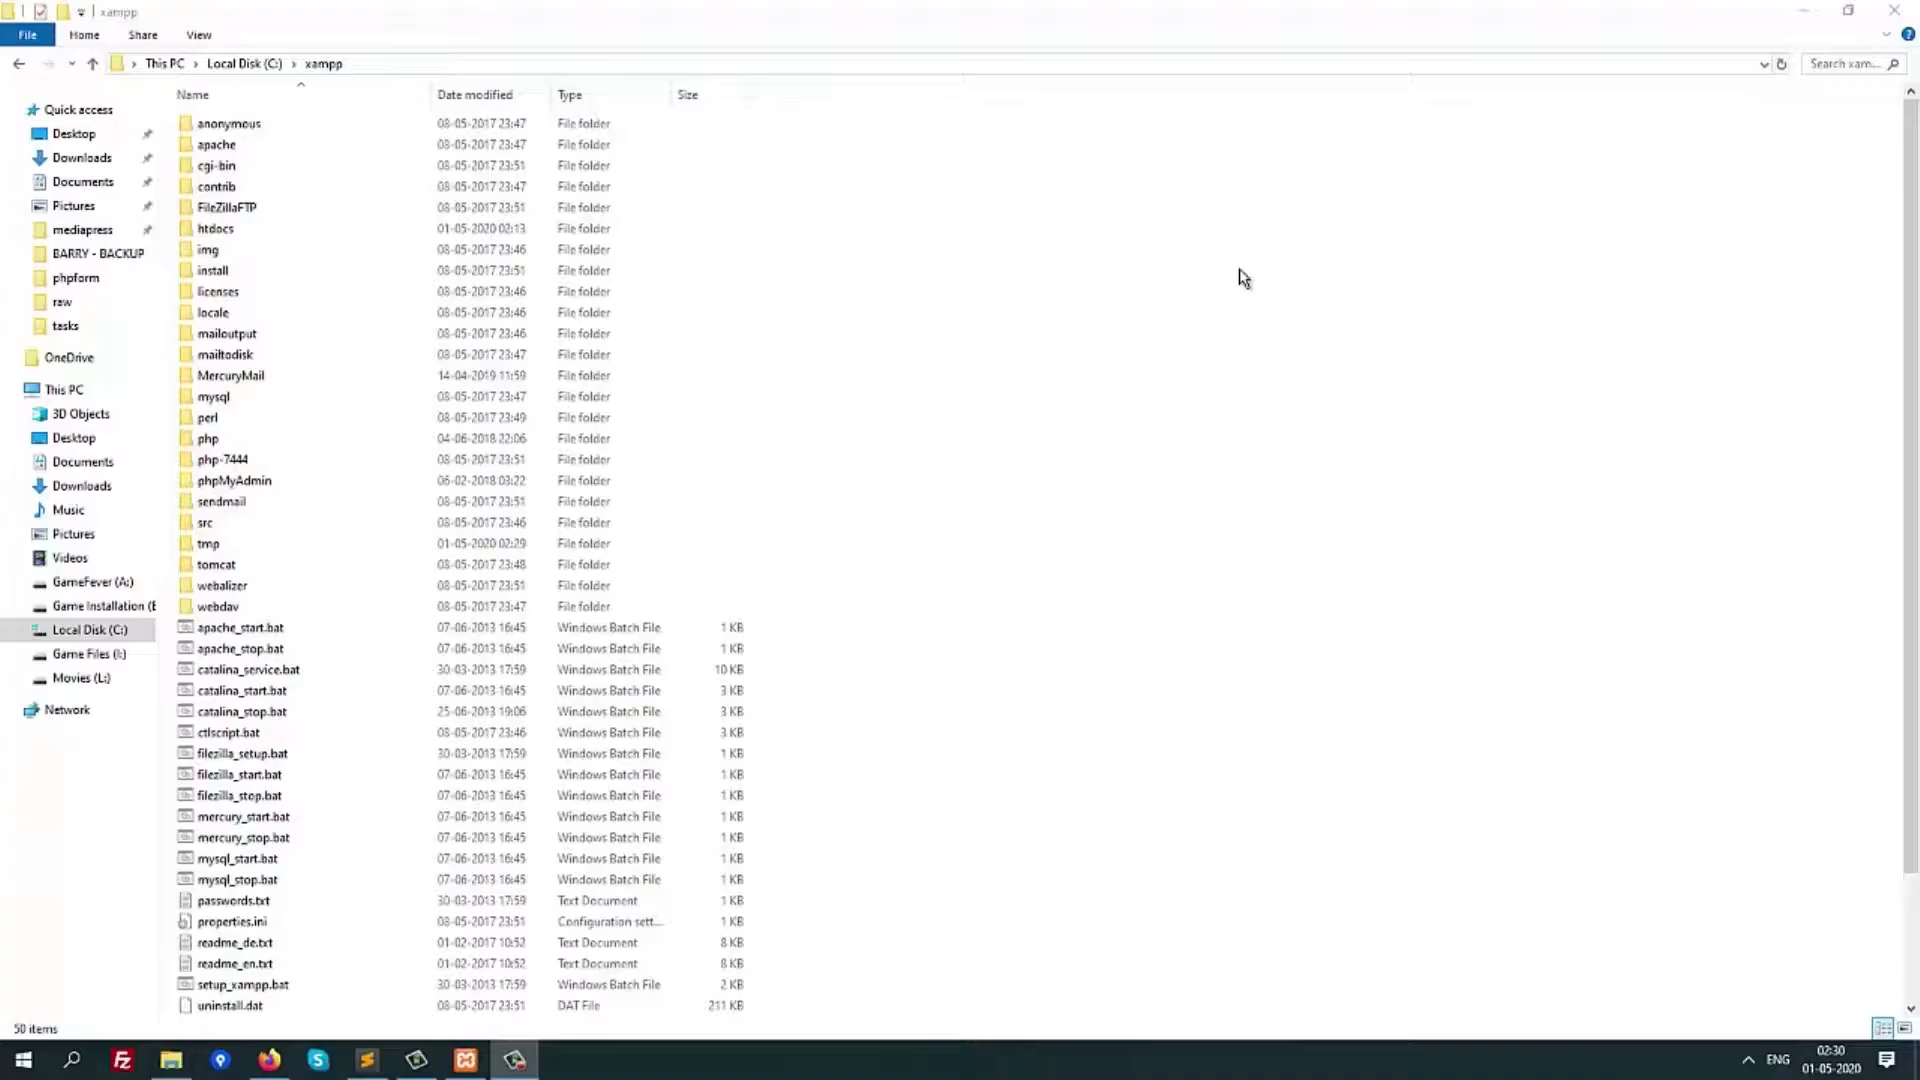 xampp
File Home Share View
This PC > Local Disk (C:) > xampp
Search xam...
Name Date modified Type Size
Quick access
Desktop
Downloads
Documents
Pictures
mediapress
BARRY - BACKUP
phpform
raw
tasks
OneDrive
This PC
3D Objects
Desktop
Documents
Downloads
Music
Pictures
Videos
GameFever (A:)
Game Installation (E
Local Disk (C:)
Game Files (I:)
Movies (L:)
Network
anonymous 08-05-2017 23:47 File folder
apache 08-05-2017 23:47 File folder
cgi-bin 08-05-2017 23:51 File folder
contrib 08-05-2017 23:47 File folder
FileZillaFTP 08-05-2017 23:51 File folder
htdocs 01-05-2020 02:13 File folder
img 08-05-2017 23:46 File folder
install 08-05-2017 23:51 File folder
licenses 08-05-2017 23:46 File folder
locale 08-05-2017 23:46 File folder
mailoutput 08-05-2017 23:46 File folder
mailtodisk 08-05-2017 23:47 File folder
MercuryMail 14-04-2019 11:59 File folder
mysql 08-05-2017 23:47 File folder
perl 08-05-2017 23:49 File folder
php 04-06-2018 22:06 File folder
php-7444 08-05-2017 23:51 File folder
phpMyAdmin 06-02-2018 03:22 File folder
sendmail 08-05-2017 23:51 File folder
src 08-05-2017 23:46 File folder
tmp 01-05-2020 02:29 File folder
tomcat 08-05-2017 23:48 File folder
webalizer 08-05-2017 23:51 File folder
webdav 08-05-2017 23:47 File folder
apache_start.bat 07-06-2013 16:45 Windows Batch File 1 KB
apache_stop.bat 07-06-2013 16:45 Windows Batch File 1 KB
catalina_service.bat 30-03-2013 17:59 Windows Batch File 10 KB
catalina_start.bat 07-06-2013 16:45 Windows Batch File 3 KB
catalina_stop.bat 25-06-2013 19:06 Windows Batch File 3 KB
ctlscript.bat 08-05-2017 23:46 Windows Batch File 3 KB
filezilla_setup.bat 30-03-2013 17:59 Windows Batch File 1 KB
filezilla_start.bat 07-06-2013 16:45 Windows Batch File 1 KB
filezilla_stop.bat 07-06-2013 16:45 Windows Batch File 1 KB
mercury_start.bat 07-06-2013 16:45 Windows Batch File 1 KB
mercury_stop.bat 07-06-2013 16:45 Windows Batch File 1 KB
mysql_start.bat 07-06-2013 16:45 Windows Batch File 1 KB
mysql_stop.bat 07-06-2013 16:45 Windows Batch File 1 KB
passwords.txt 30-03-2013 17:59 Text Document 1 KB
properties.ini 08-05-2017 23:51 Configuration sett... 1 KB
readme_de.txt 01-02-2017 10:52 Text Document 8 KB
readme_en.txt 01-02-2017 10:52 Text Document 8 KB
setup_xampp.bat 30-03-2013 17:59 Windows Batch File 2 KB
uninstall.dat 08-05-2017 23:51 DAT File 211 KB
50 items
ENG
02:30
01-05-2020